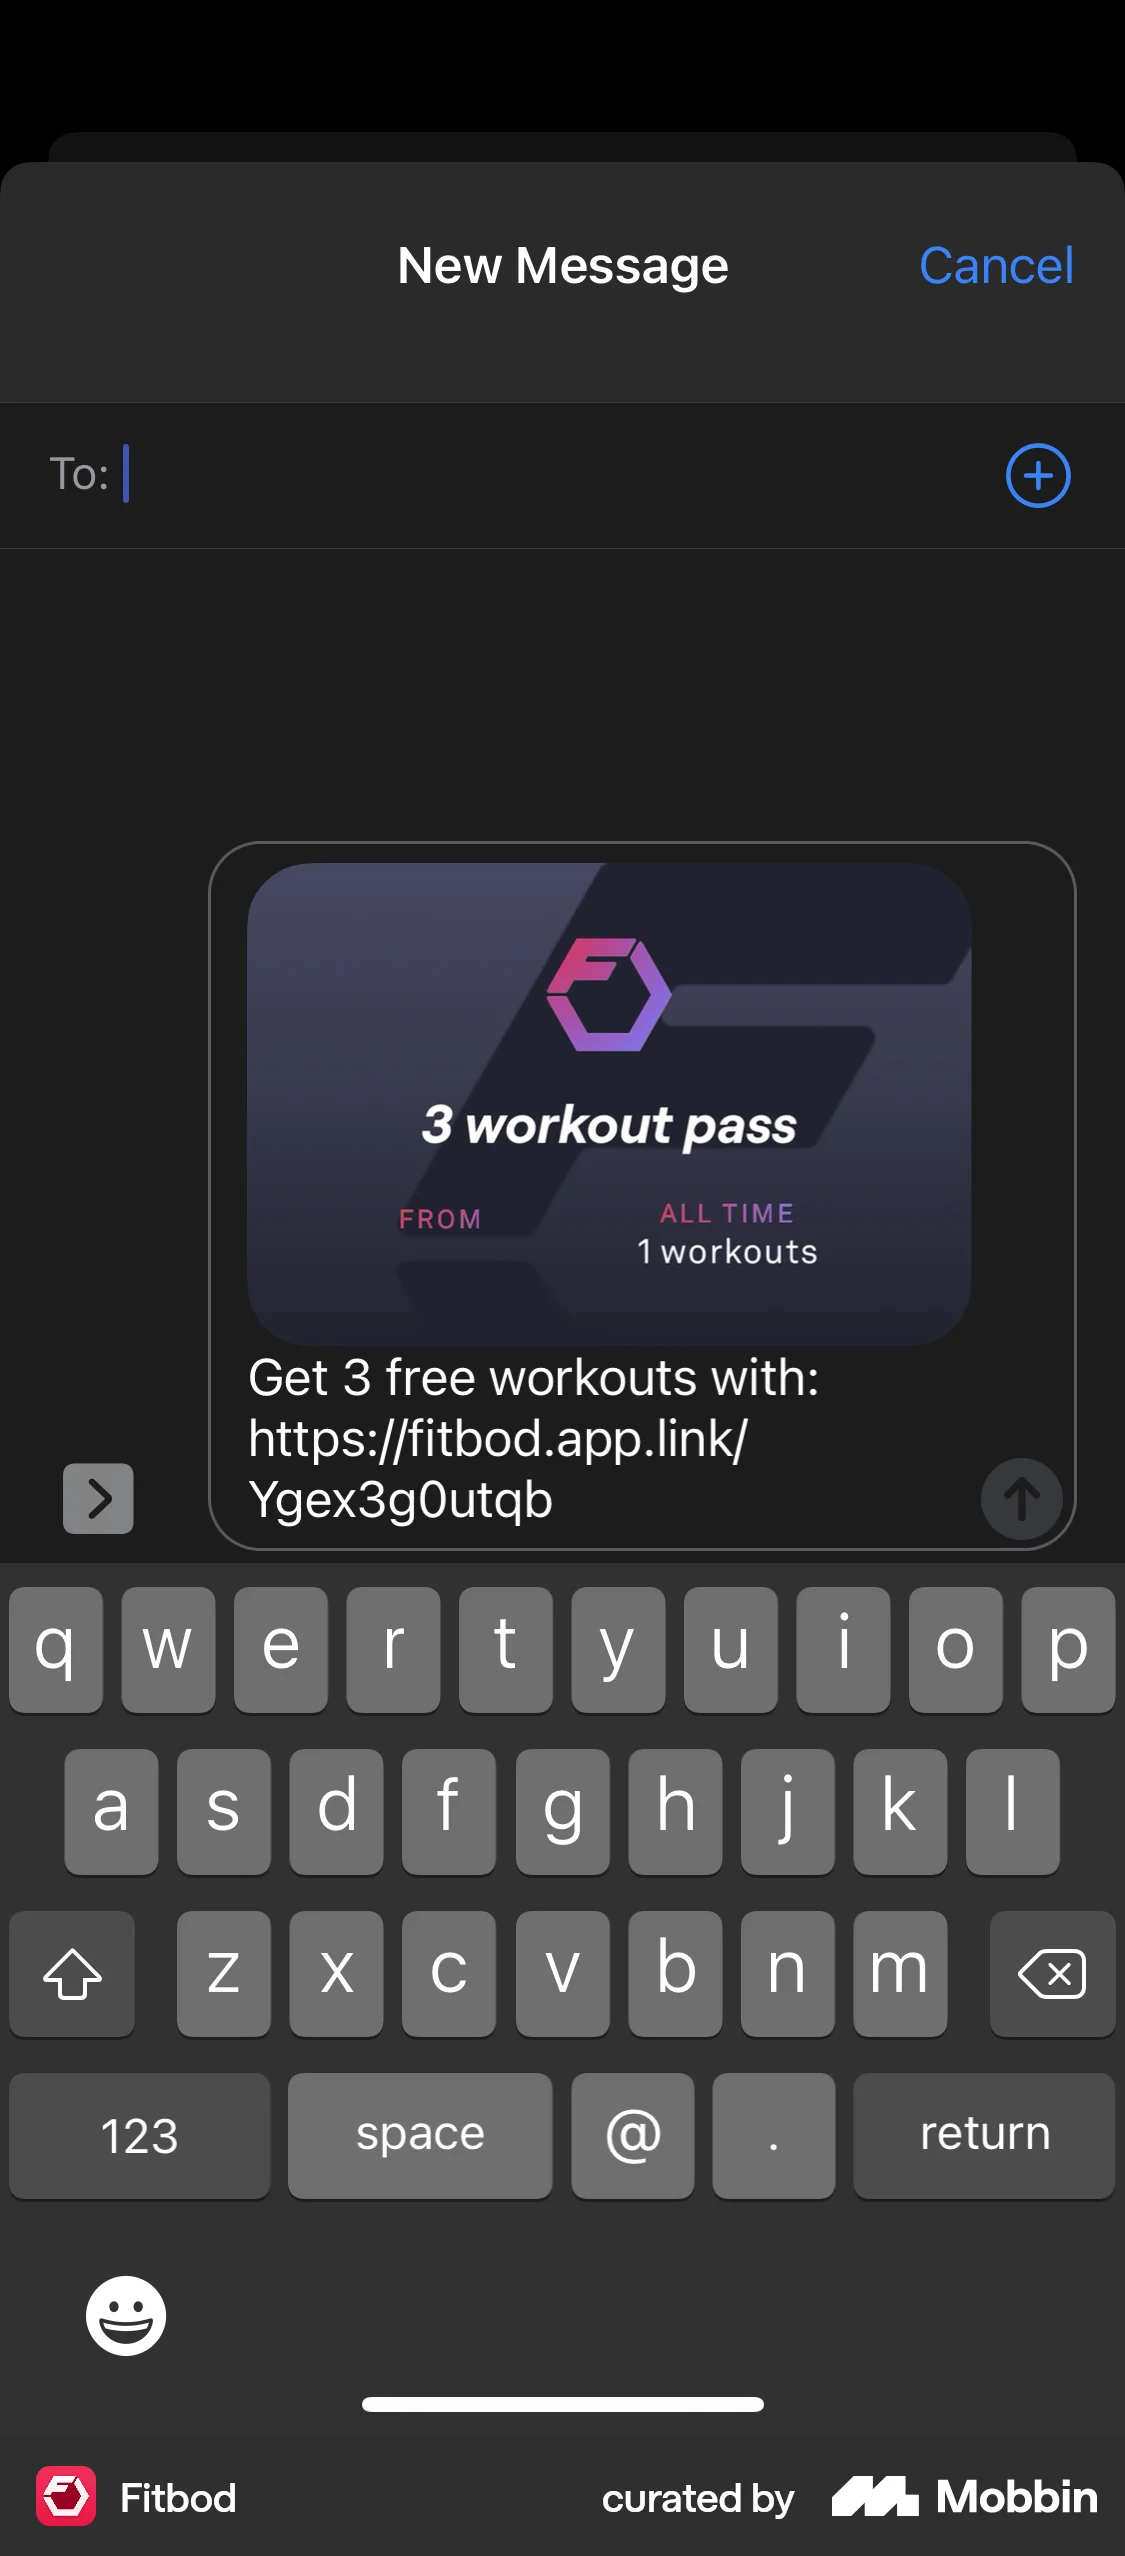 New Message
Cancel
To:
3 workout pass
FROM
ALL TIME
1 workouts
Get 3 free workouts with:
https://fitbod.app.link/
Ygex3g0utqb
q w e r t y u i o p
a s d f g h j k l
z x c v b n m
123 space @ . return
Fitbod
curated by Mobbin